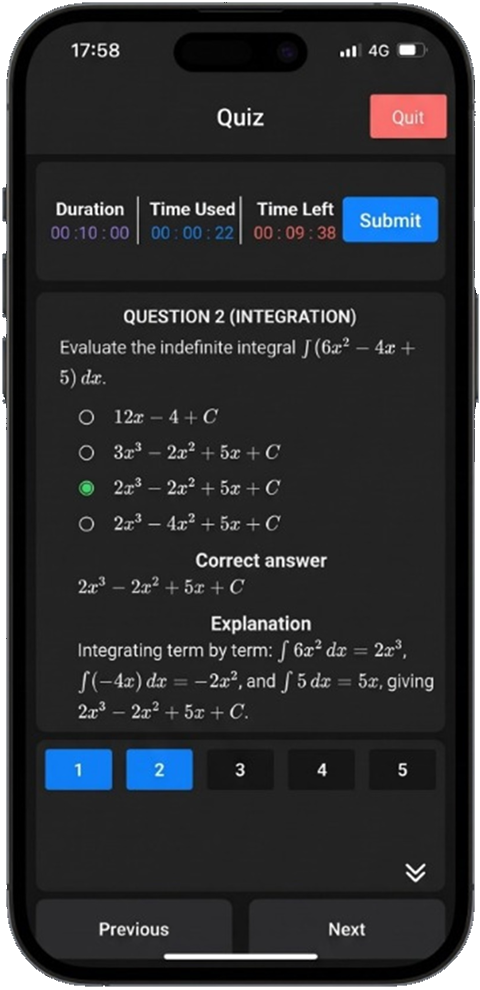 17:58
4G
Quiz
Quit
Duration
Time Used
Time Left
00 :10 : 00
00 : 00 : 22
00 : 09 : 38
Submit
QUESTION 2 (INTEGRATION)
Evaluate the indefinite integral ∫(6x² − 4x +
5) dx.
12x − 4 + C
3x³ − 2x² + 5x + C
2x³ − 2x² + 5x + C
2x³ − 4x² + 5x + C
Correct answer
2x³ − 2x² + 5x + C
Explanation
Integrating term by term: ∫ 6x² dx = 2x³,
∫(−4x) dx = −2x², and ∫ 5 dx = 5x, giving
2x³ − 2x² + 5x + C.
1 2 3 4 5
Previous
Next